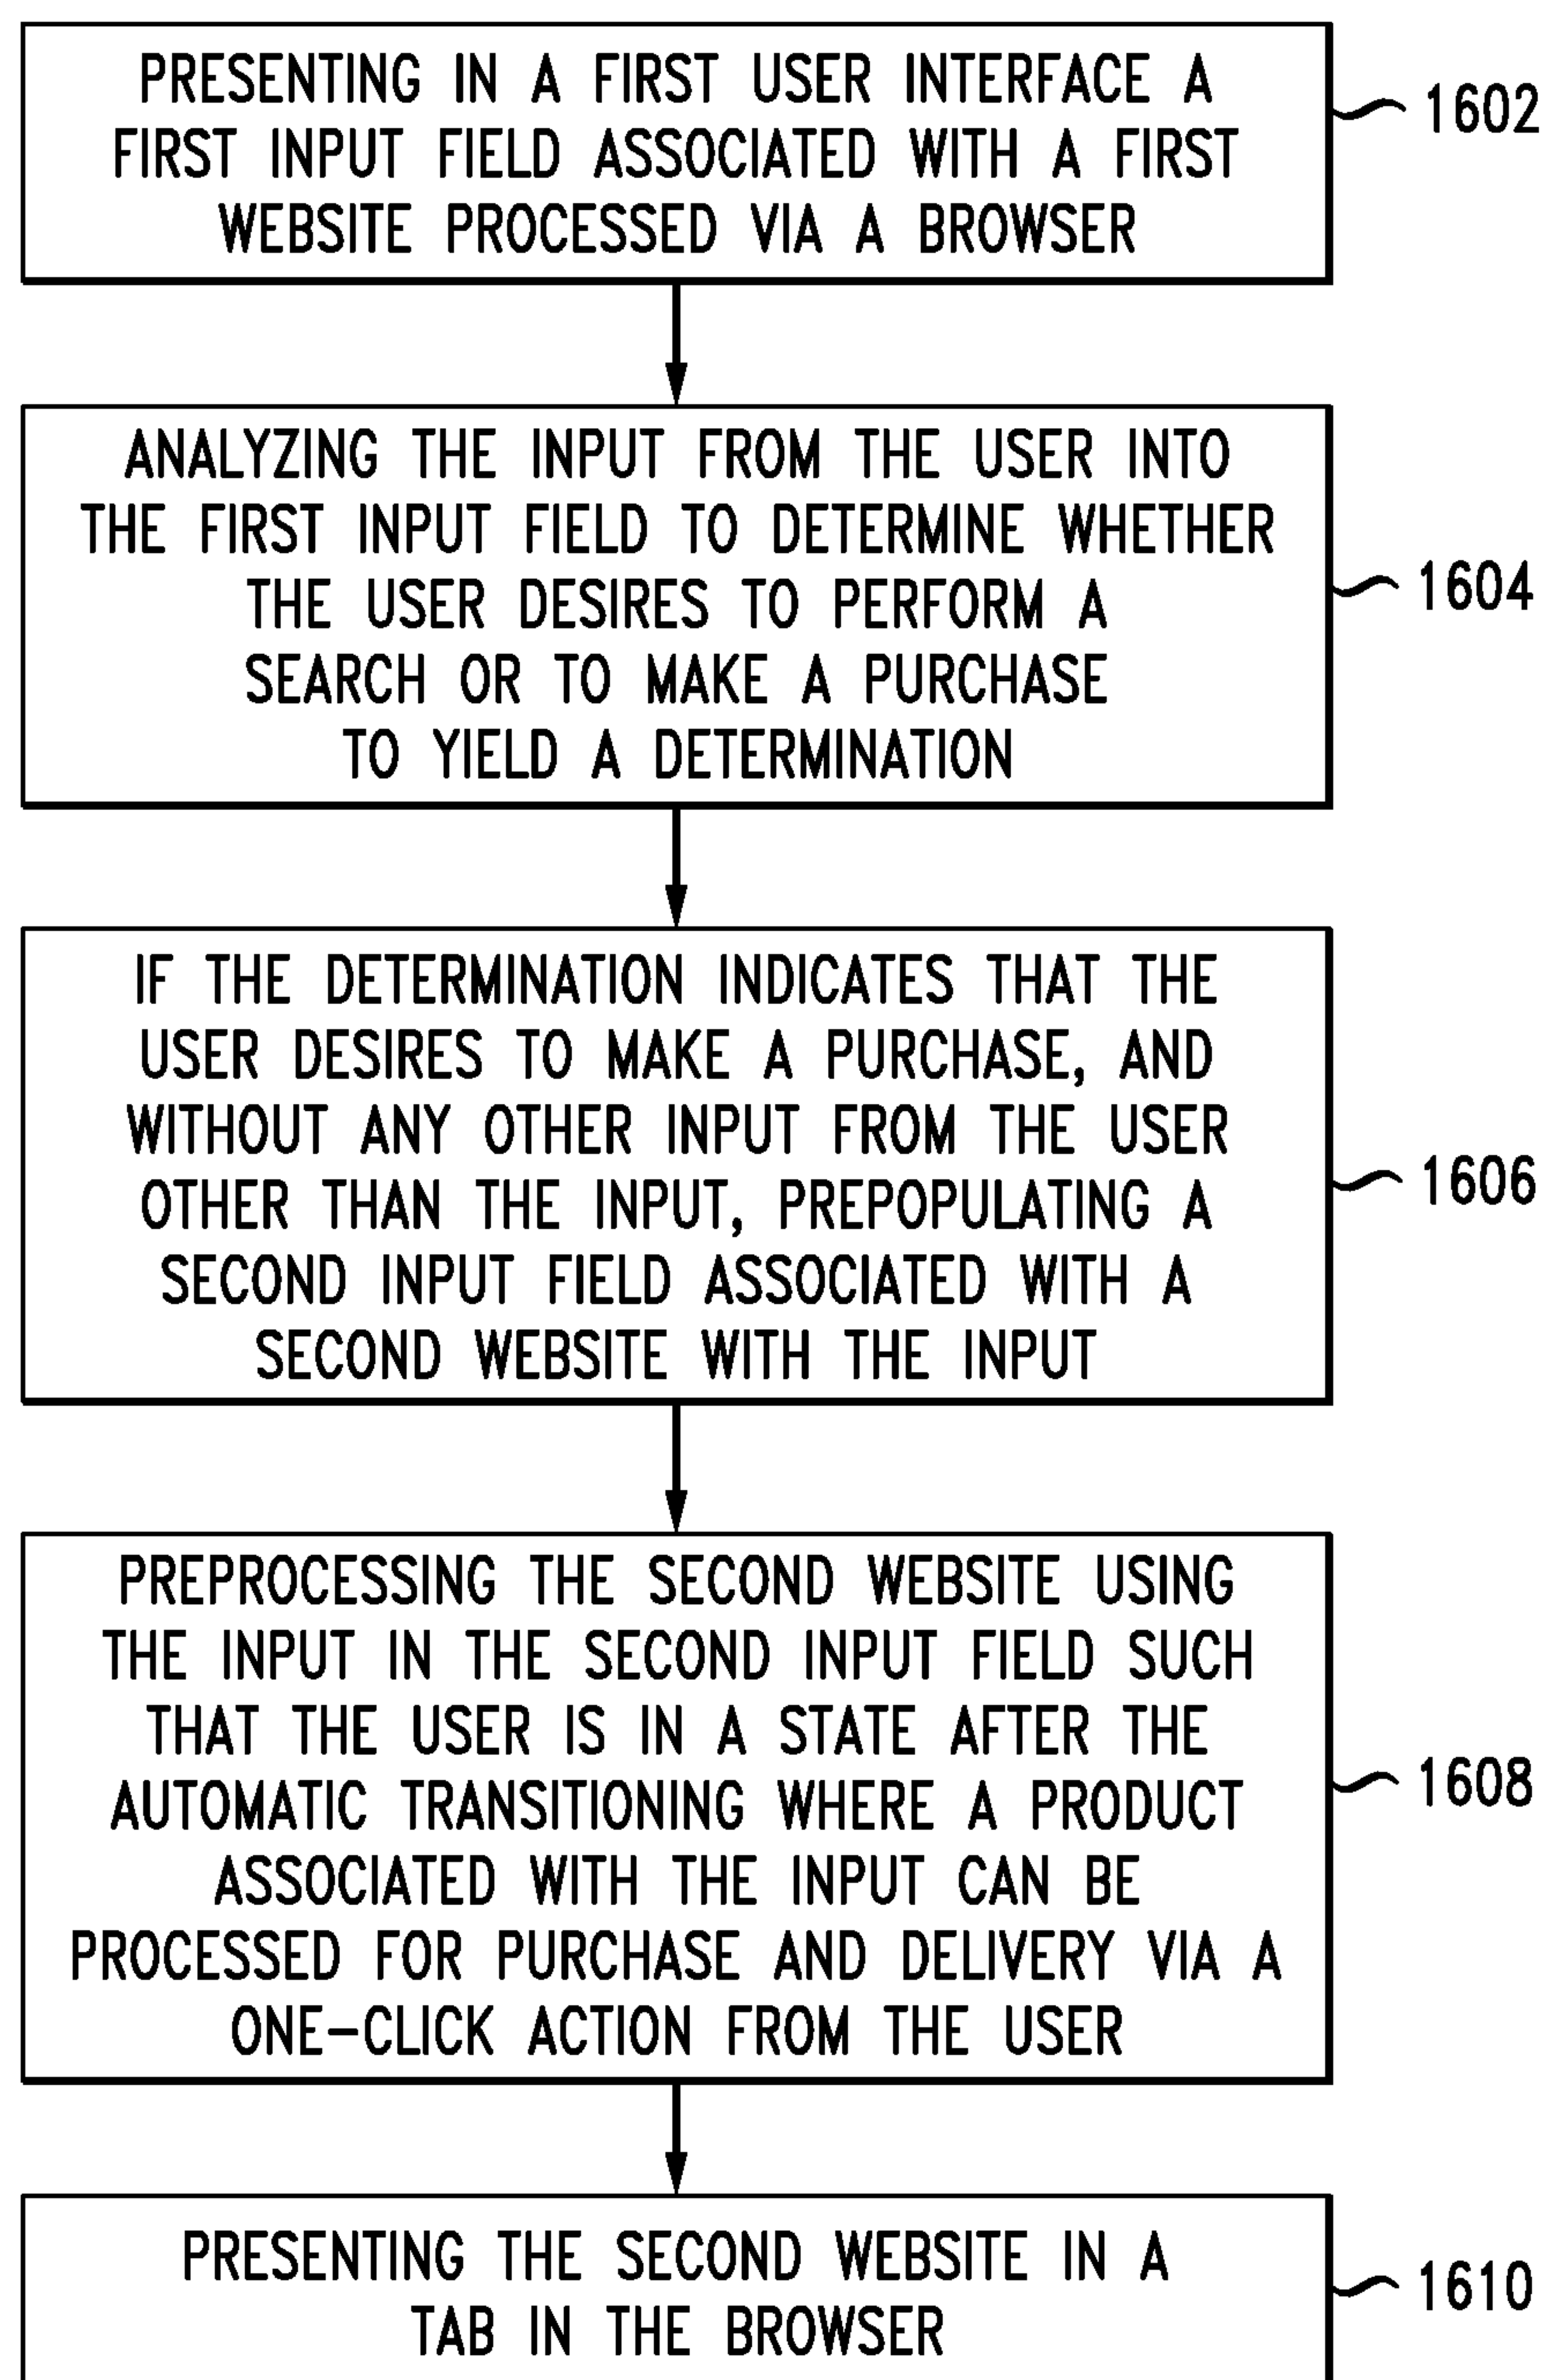 PRESENTING IN A FIRST USER INTERFACE A
FIRST INPUT FIELD ASSOCIATED WITH A FIRST
WEBSITE PROCESSED VIA A BROWSER
1602
ANALYZING THE INPUT FROM THE USER INTO
THE FIRST INPUT FIELD TO DETERMINE WHETHER
THE USER DESIRES TO PERFORM A
SEARCH OR TO MAKE A PURCHASE
TO YIELD A DETERMINATION
1604
IF THE DETERMINATION INDICATES THAT THE
USER DESIRES TO MAKE A PURCHASE, AND
WITHOUT ANY OTHER INPUT FROM THE USER
OTHER THAN THE INPUT, PREPOPULATING A
SECOND INPUT FIELD ASSOCIATED WITH A
SECOND WEBSITE WITH THE INPUT
1606
PREPROCESSING THE SECOND WEBSITE USING
THE INPUT IN THE SECOND INPUT FIELD SUCH
THAT THE USER IS IN A STATE AFTER THE
AUTOMATIC TRANSITIONING WHERE A PRODUCT
ASSOCIATED WITH THE INPUT CAN BE
PROCESSED FOR PURCHASE AND DELIVERY VIA A
ONE-CLICK ACTION FROM THE USER
1608
PRESENTING THE SECOND WEBSITE IN A
TAB IN THE BROWSER
1610